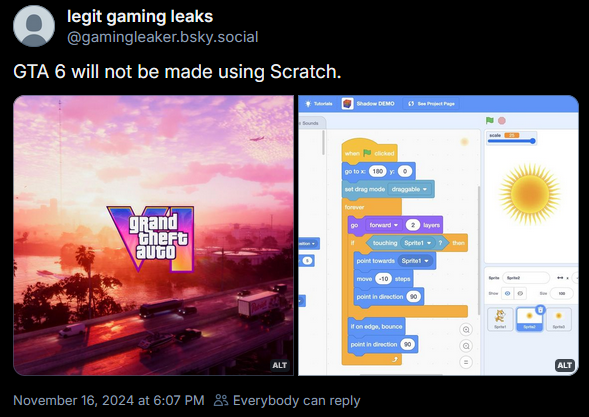 legit gaming leaks
@gamingleaker.bsky.social
GTA 6 will not be made using Scratch.
grand
theft
auto
VI
ALT
Tutorials
Shadow DEMO
See Project Page
Sounds
when clicked
go to x: 180 y: 0
set drag mode draggable
forever
go forward 2 layers
if touching Sprite1 ? then
point towards Sprite1
move -10 steps
point in direction 90
if on edge, bounce
point in direction 90
scale
Sprite Sprite2
Show Size 100
Sprite1 Sprite2 Sprite3
ALT
November 16, 2024 at 6:07 PM Everybody can reply